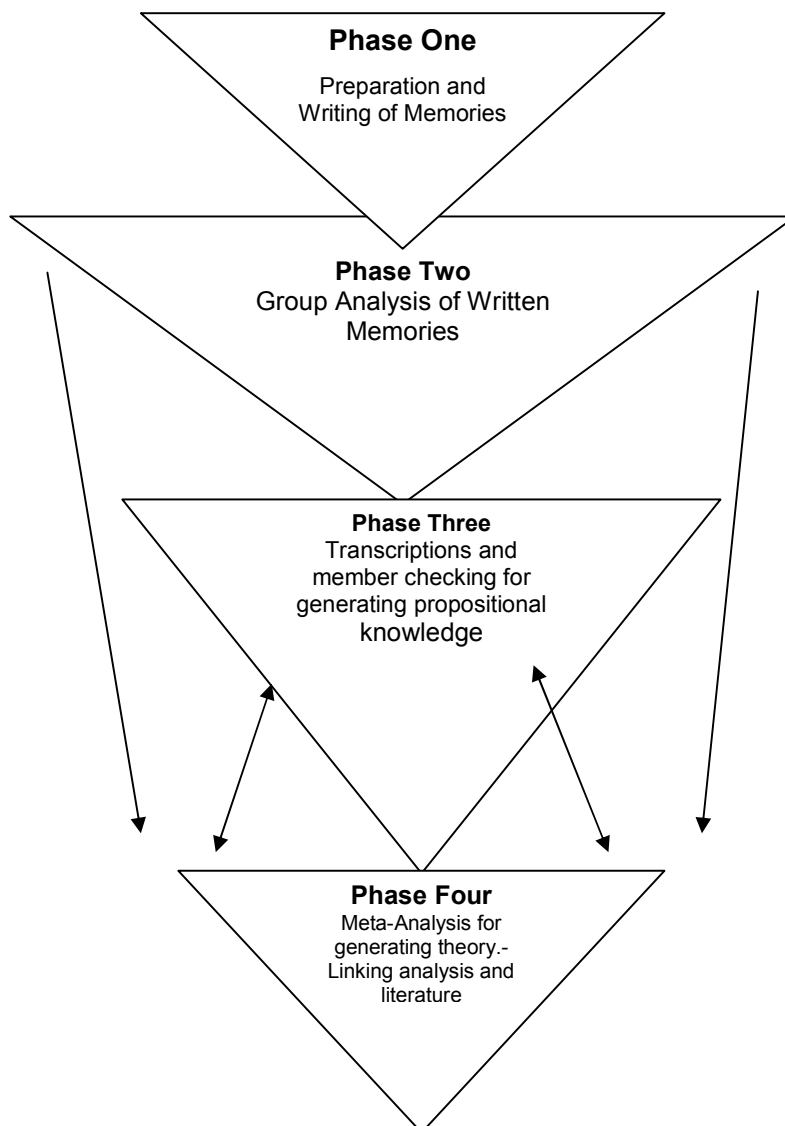 Phase One
Preparation and
Writing of Memories
Phase Two
Group Analysis of Written
Memories
Phase Three
Transcriptions and
member checking for
generating propositional
knowledge
Phase Four
Meta-Analysis for
generating theory.-
Linking analysis and
literature